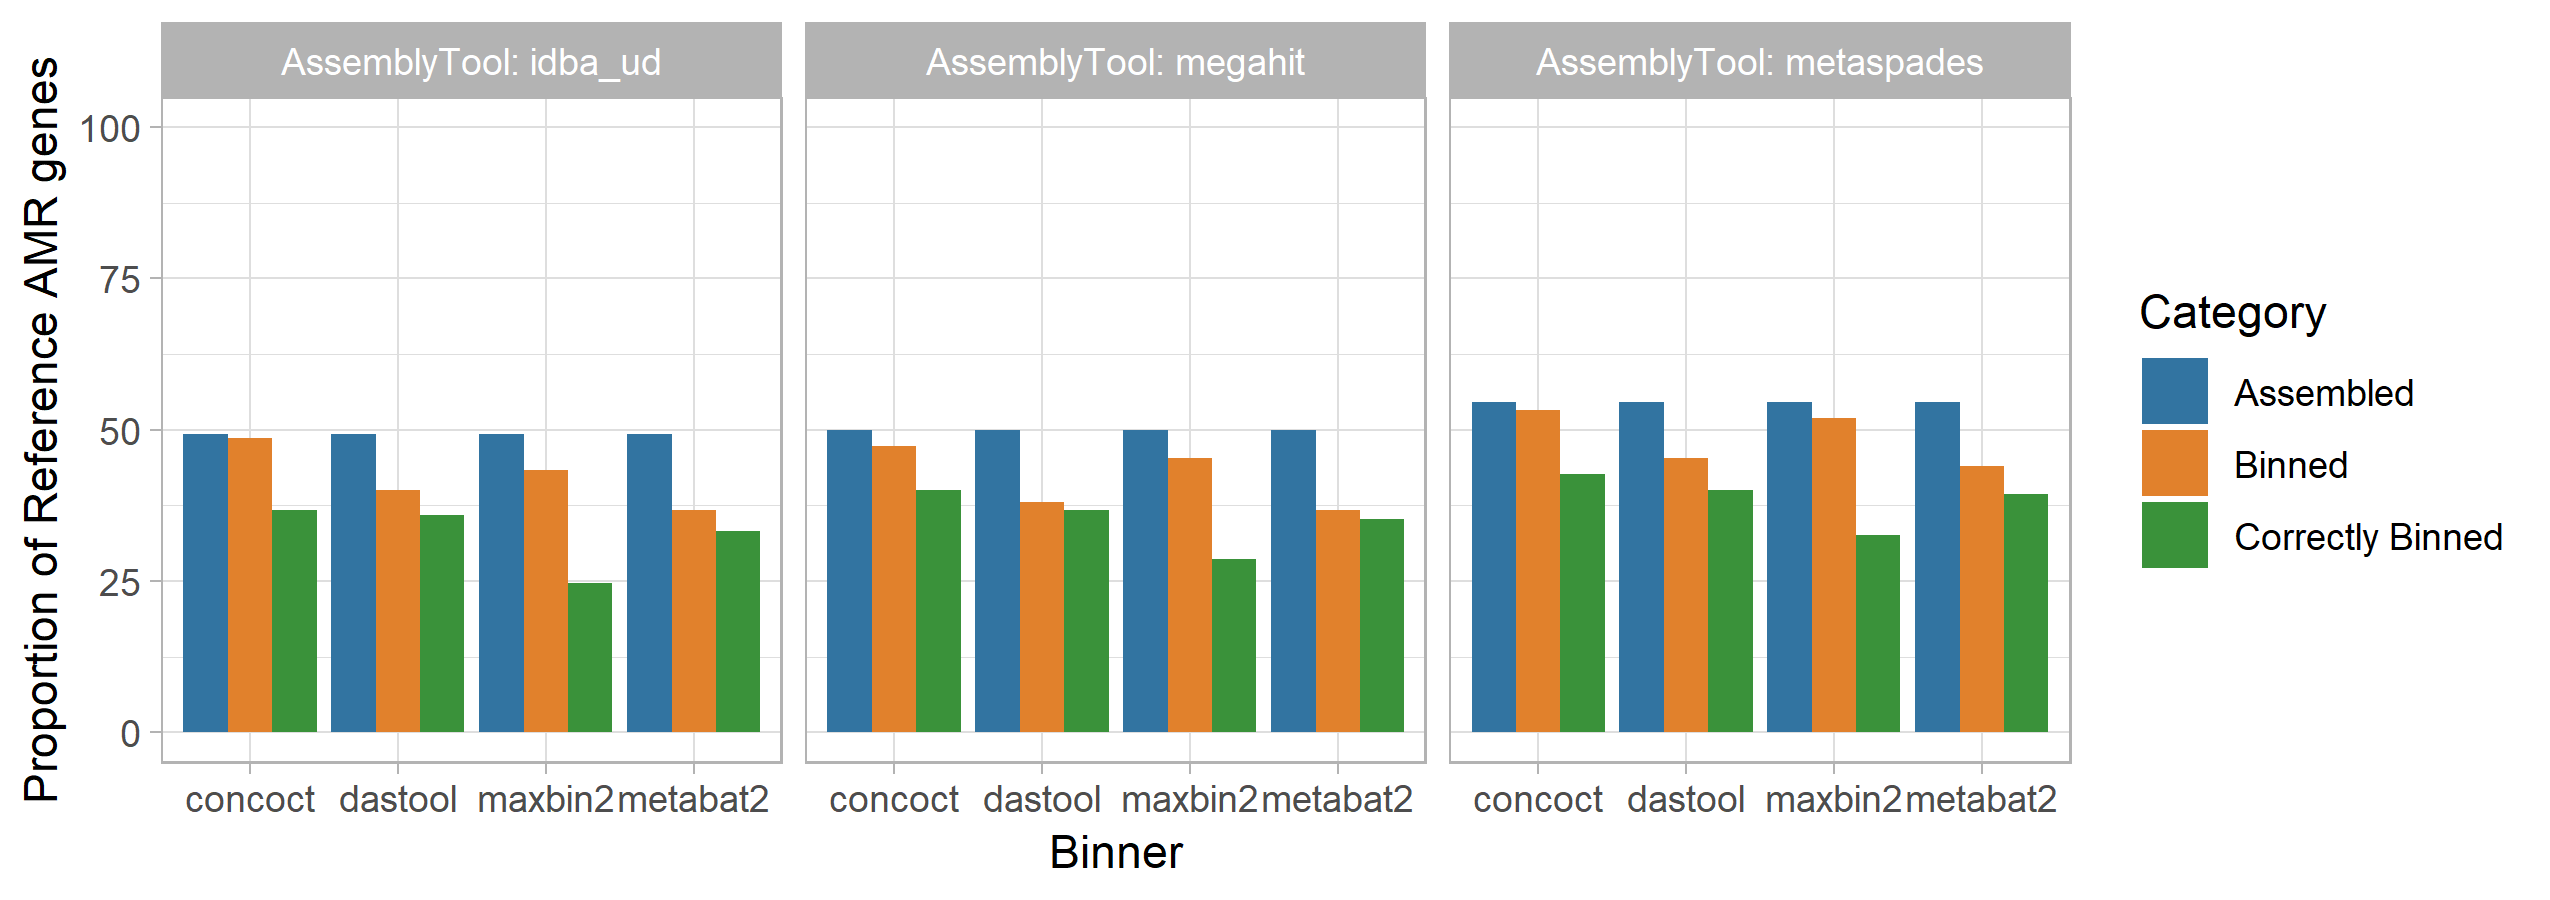 AssemblyTool: idba_ud
AssemblyTool: megahit
AssemblyTool: metaspades
Proportion of Reference AMR genes
100
75
50
25
0
concoct dastool maxbin2 metabat2
concoct dastool maxbin2 metabat2
concoct dastool maxbin2 metabat2
Binner
Category
Assembled
Binned
Correctly Binned